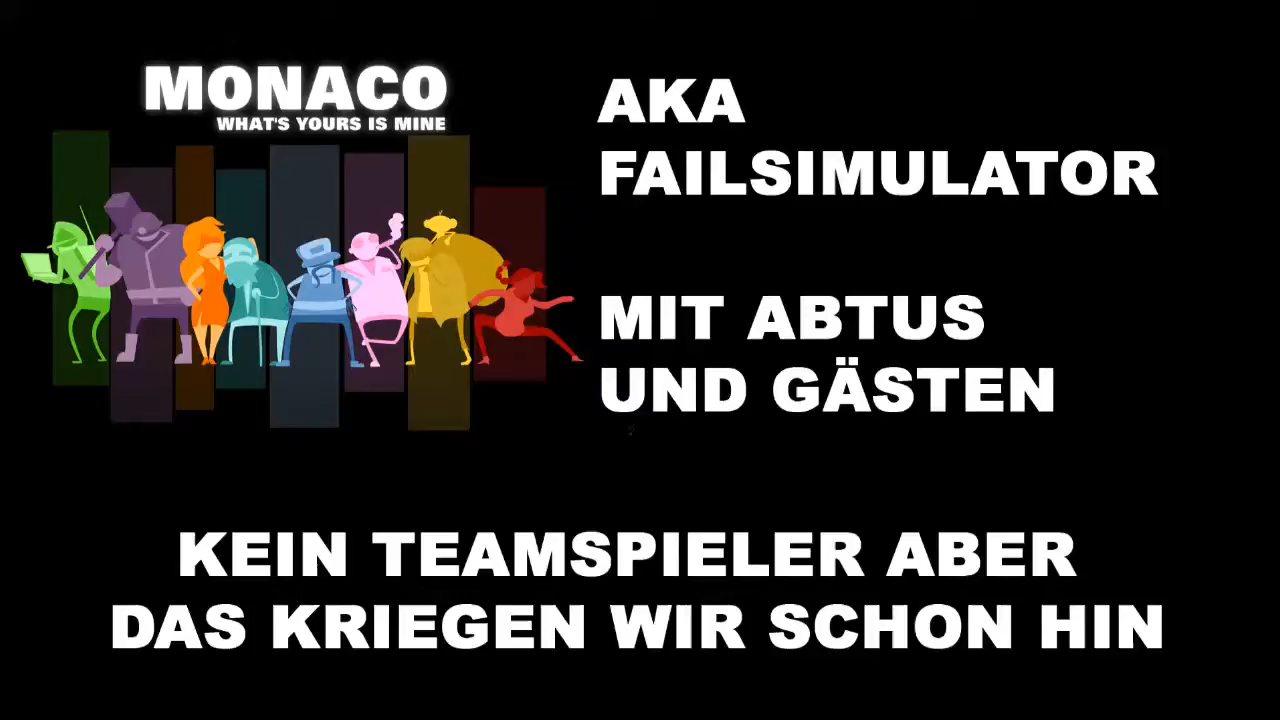 MONACO
WHAT'S YOURS IS MINE
AKA
FAILSIMULATOR
MIT ABTUS
UND GÄSTEN
KEIN TEAMSPIELER ABER
DAS KRIEGEN WIR SCHON HIN